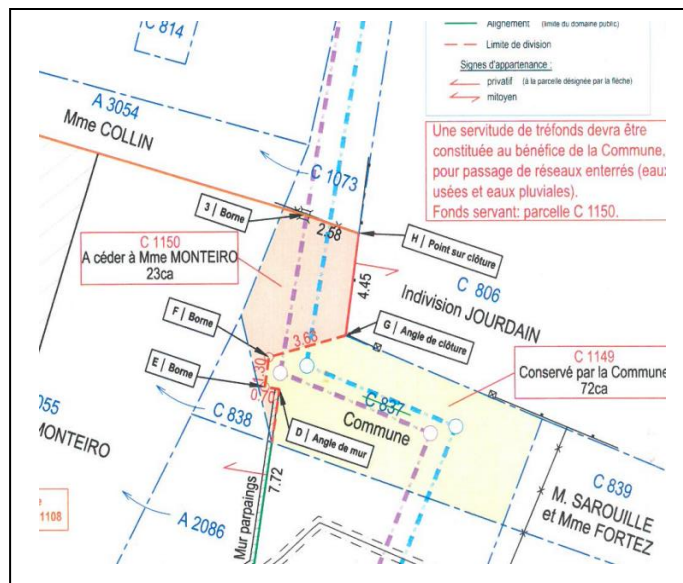 C 814
Alignement (limite du domaine public)
Limite de division
Signes d'appartenance :
privatif (à la parcelle désignée par la flèche)
mitoyen
A 3054
Mme COLLIN
C 1073
Une servitude de tréfonds devra être
constituée au bénéfice de la Commune,
pour passage de réseaux enterrés (eaux
usées et eaux pluviales).
Fonds servant: parcelle C 1150.
3 | Borne
2.58
H | Point sur clôture
C 1150
A céder à Mme MONTEIRO
23ca
4.45
C 806
Indivision JOURDAIN
F | Borne
3.63
G | Angle de clôture
E | Border
1.30
0.70
C 1149
Conservé par la Commune
72ca
C 837
Commune
C 838
D | Angle de mur
055
MONTEIRO
Mur parpaings
7.72
C 839
M. SAROUILLE
et Mme FORTEZ
A 2086
1108